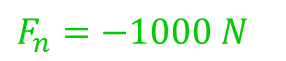 Fₙ = −1000 N